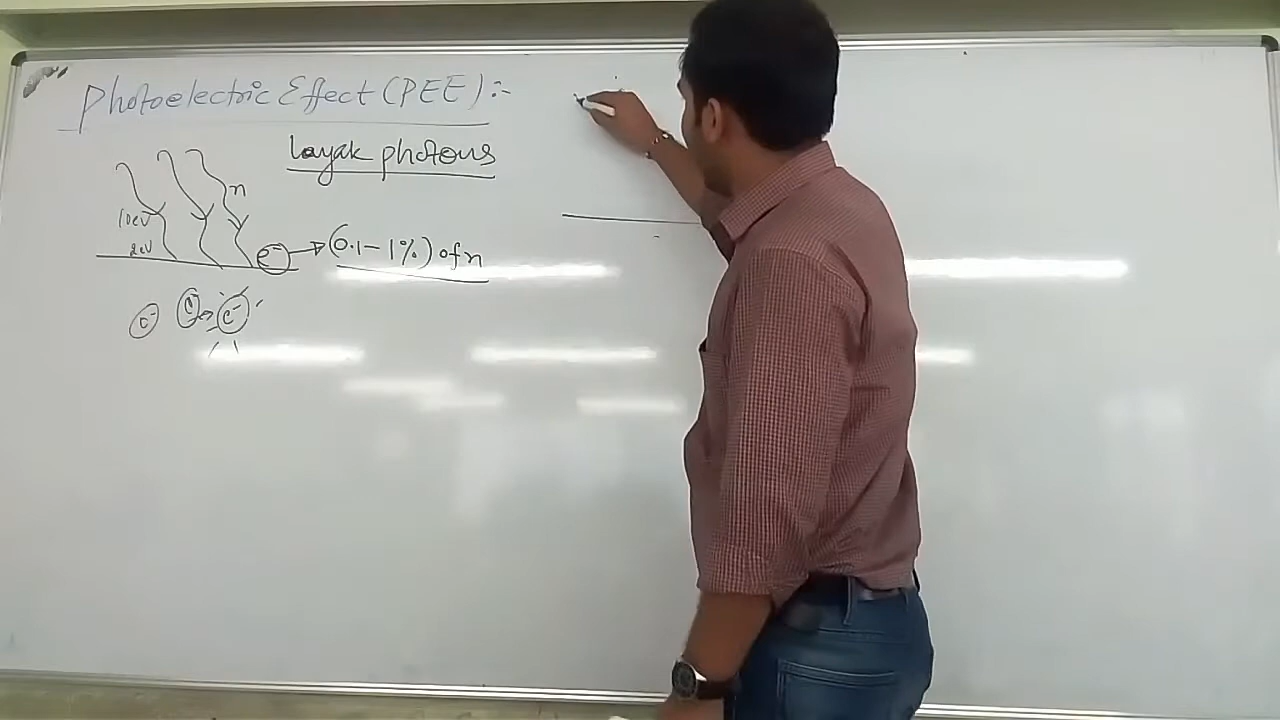 Photoelectric Effect (PEE):-
Layak photons
n
10eV
2eV
e⁻ → (0.1-1%) of n
e⁻ e⁻